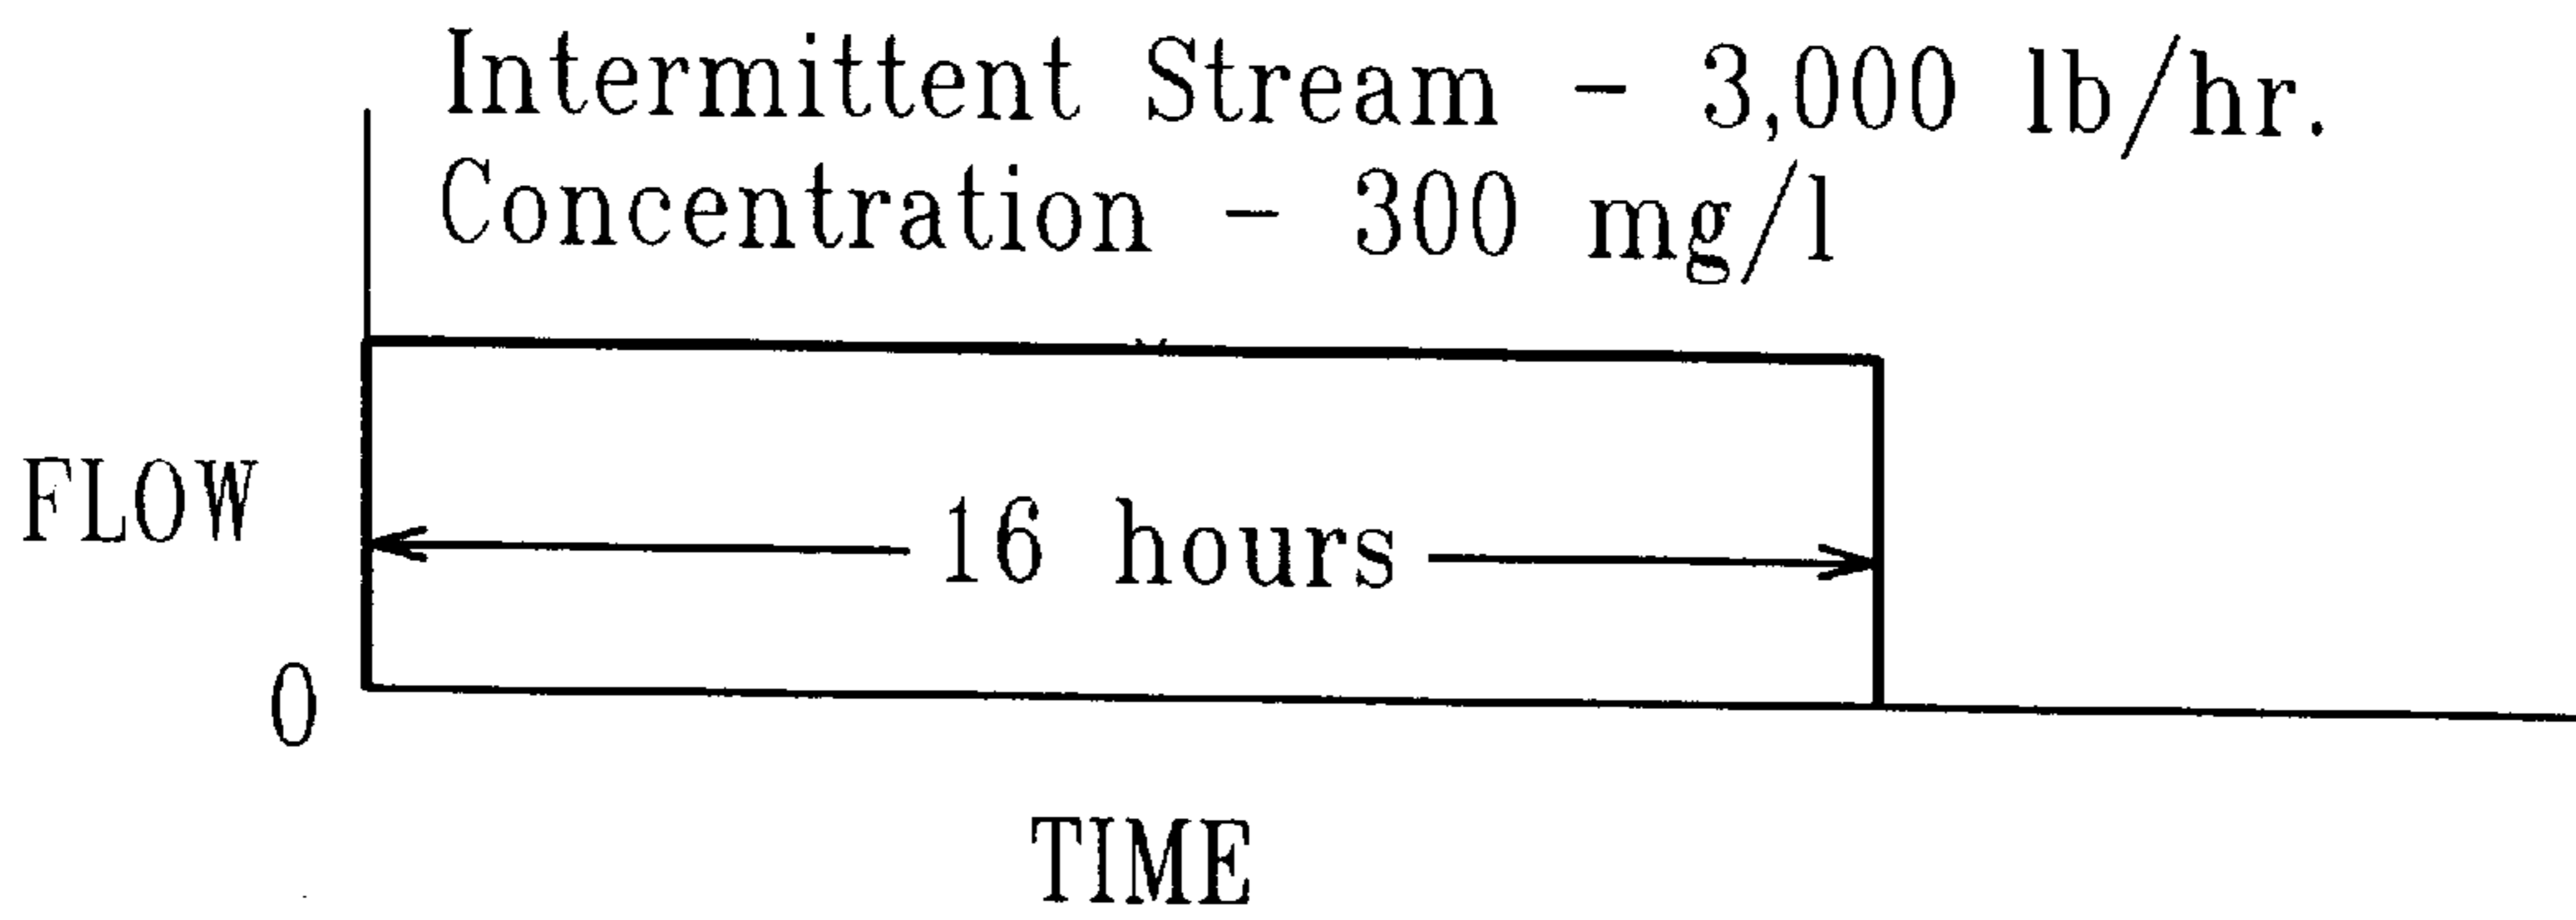 Intermittent Stream - 3,000 lb/hr.
Concentration - 300 mg/l
FLOW
16 hours
0
TIME